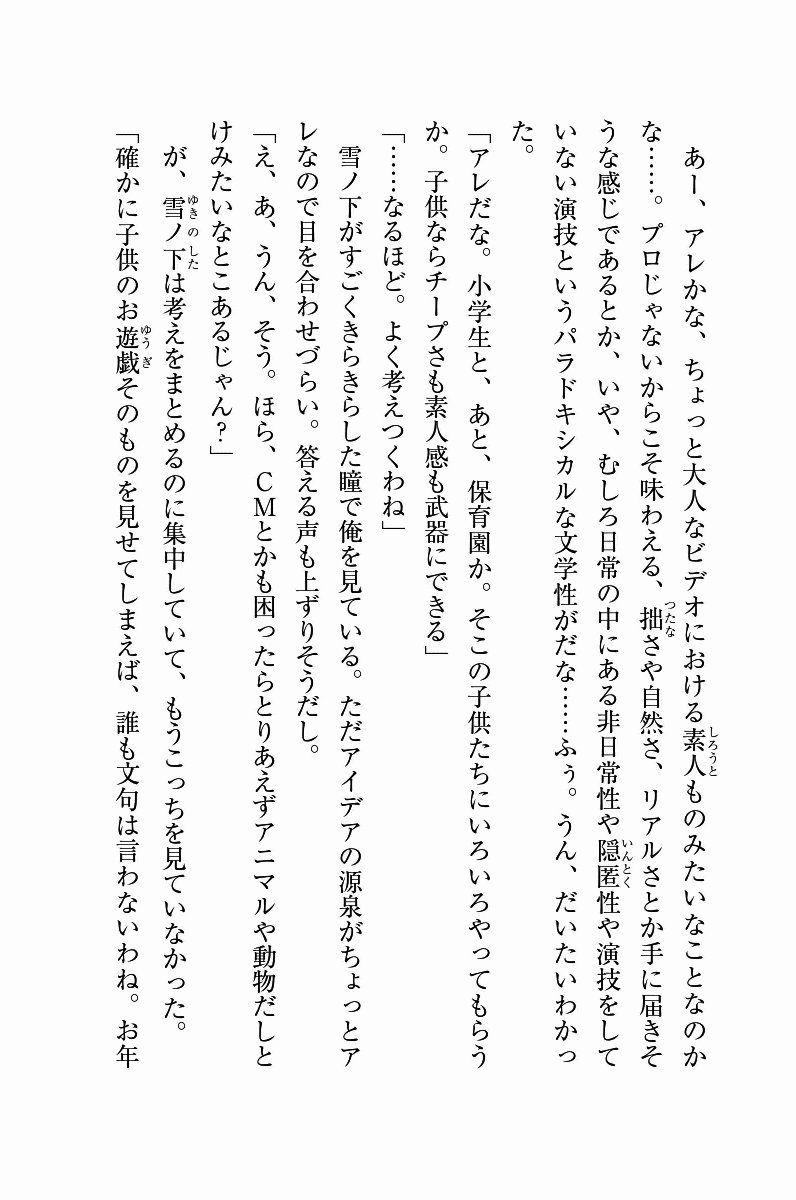 あー、アレかな、ちょっと大人なビデオにおける素人ものみたいなことなのか
な……。プロじゃないからこそ味わえる、拙さや自然さ、リアルさとか手に届きそ
うな感じであるとか、いや、むしろ日常の中にある非日常性や隠匿性や演技をして
いない演技というパラドキシカルな文学性がだな……ふぅ。うん、だいたいわかっ
た。
「アレだな。小学生と、あと、保育園か。そこの子供たちにいろいろやってもらう
か。子供ならチープさも素人感も武器にできる」
「……なるほど。よく考えつくわね」
雪ノ下がすごくきらきらした瞳で俺を見ている。ただアイデアの源泉がちょっとア
レなので目を合わせづらい。答える声も上ずりそうだし。
「え、あ、うん、そう。ほら、CMとかも困ったらとりあえずアニマルや動物だしと
けみたいなとこあるじゃん？」
が、雪ノ下は考えをまとめるのに集中していて、もうこっちを見ていなかった。
「確かに子供のお遊戯そのものを見せてしまえば、誰も文句は言わないわね。お年